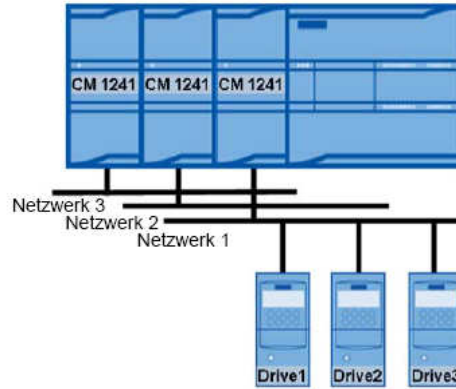 CM 1241 CM 1241 CM 1241
Netzwerk 3
Netzwerk 2
Netzwerk 1
Drive1 Drive2 Drive3